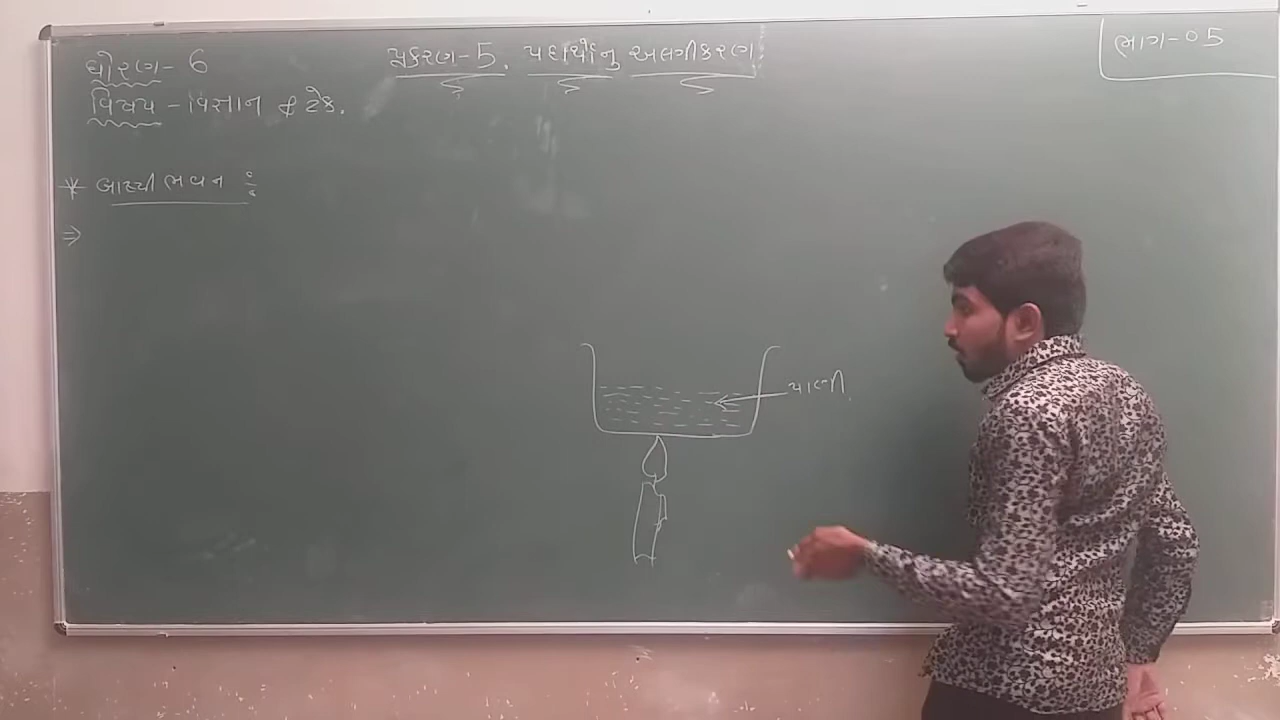 ધોરણ - 6
પ્રકરણ - 5. પદાર્થોનુ અલગીકરણ
ભાગ - 05
વિષય - વિજ્ઞાન & ટેક.
* બાષ્પીભવન :
⇒
પાણી